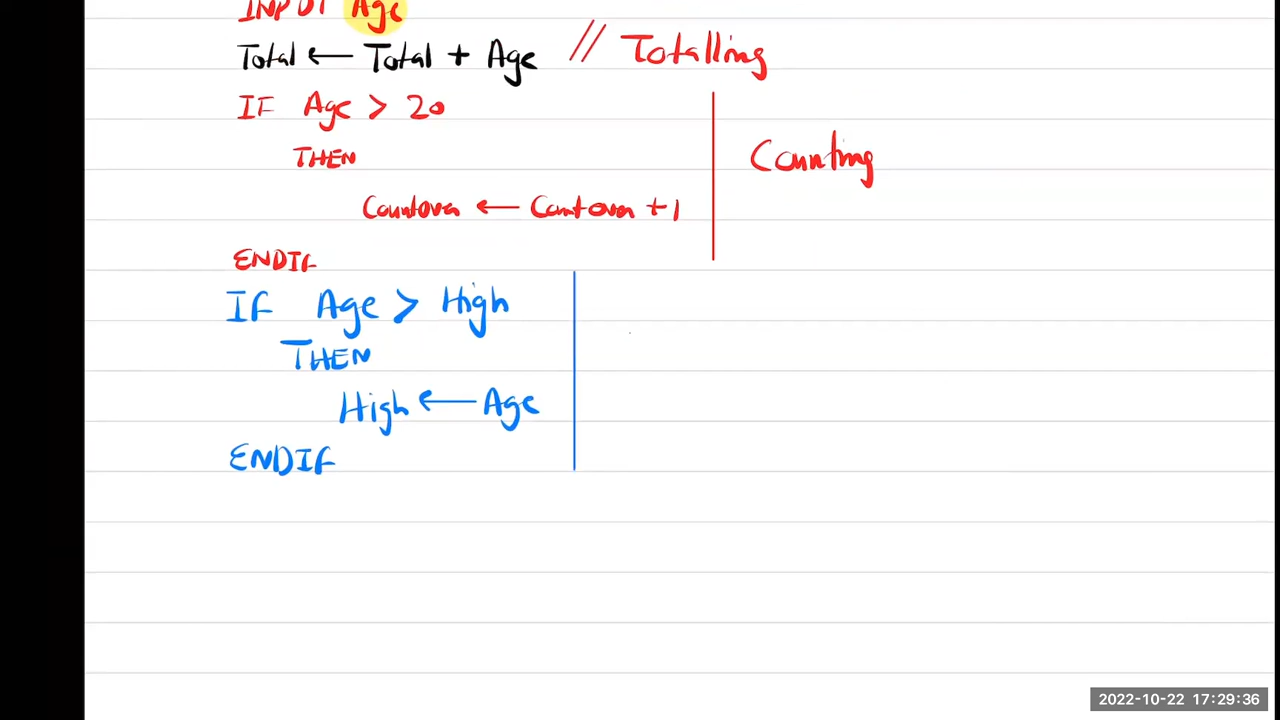 INPUT Age
Total ← Total + Age // Totalling
IF Age > 20
THEN
Counting
Countover ← Countover + 1
ENDIF
IF Age > High
THEN
High ← Age
ENDIF
2022-10-22 17:29:36